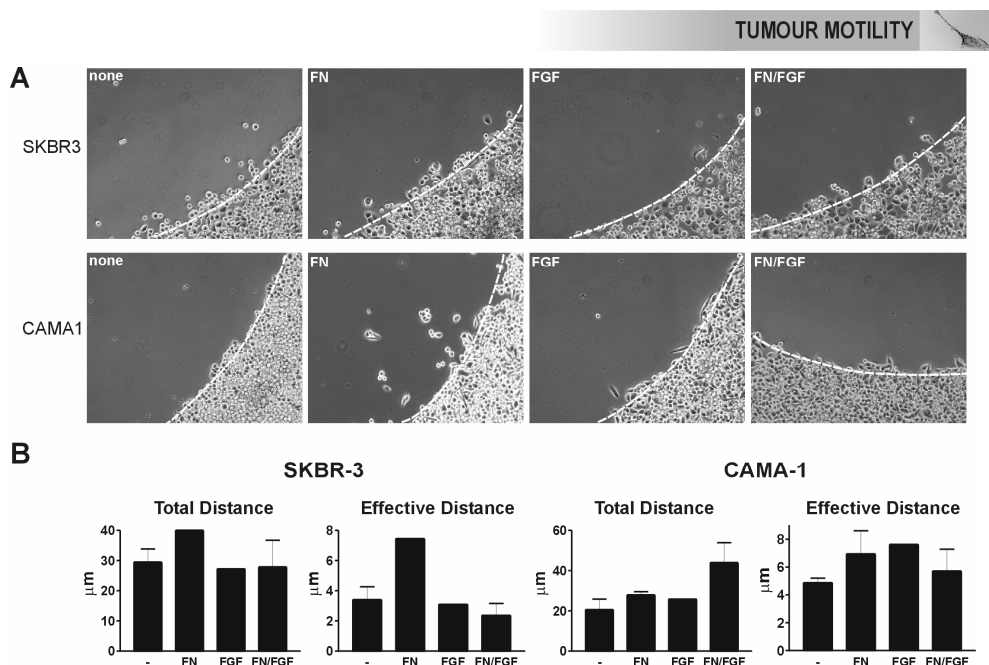 TUMOUR MOTILITY
A
none FN FGF FN/FGF
SKBR3
none FN FGF FN/FGF
CAMA1
B
SKBR-3 CAMA-1
Total Distance Effective Distance Total Distance Effective Distance
40 8 60 8
30 6 40 6
20 4 20 4
10 2 2
0 0 0 0
μm μm μm μm
- FN FGF FN/FGF - FN FGF FN/FGF - FN FGF FN/FGF - FN FGF FN/FGF